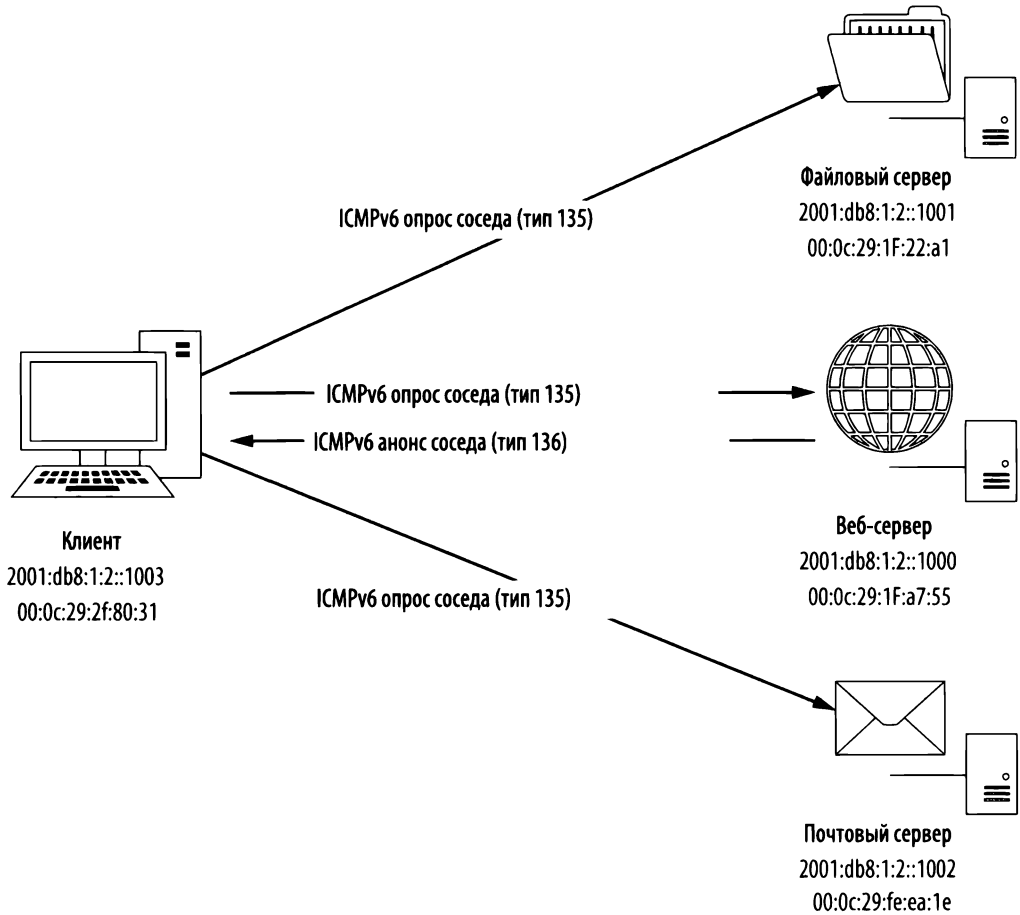 Файловый сервер
2001:db8:1:2::1001
00:0c:29:1F:22:a1
ICMPv6 опрос соседа (тип 135)
ICMPv6 опрос соседа (тип 135)
ICMPv6 анонс соседа (тип 136)
Клиент
2001:db8:1:2::1003
00:0c:29:2f:80:31
Веб-сервер
2001:db8:1:2::1000
00:0c:29:1F:a7:55
ICMPv6 опрос соседа (тип 135)
Почтовый сервер
2001:db8:1:2::1002
00:0c:29:fe:ea:1e